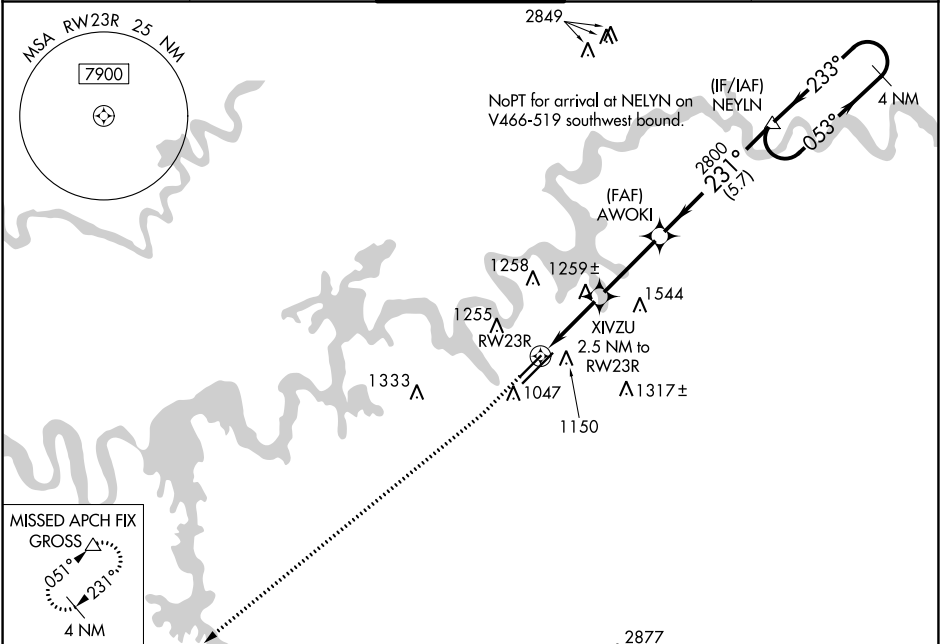 MSA RW23R 25 NM
7900
2849
NoPT for arrival at NELYN on
V466-519 southwest bound.
(IF/IAF)
NEYLN
233°
053°
4 NM
2800
231°
(5.7)
(FAF)
AWOKI
1258
1259±
1544
1255
RW23R
XIVZU
2.5 NM to
RW23R
1333
1047
1317±
1150
MISSED APCH FIX
GROSS
051°
231°
4 NM
2877